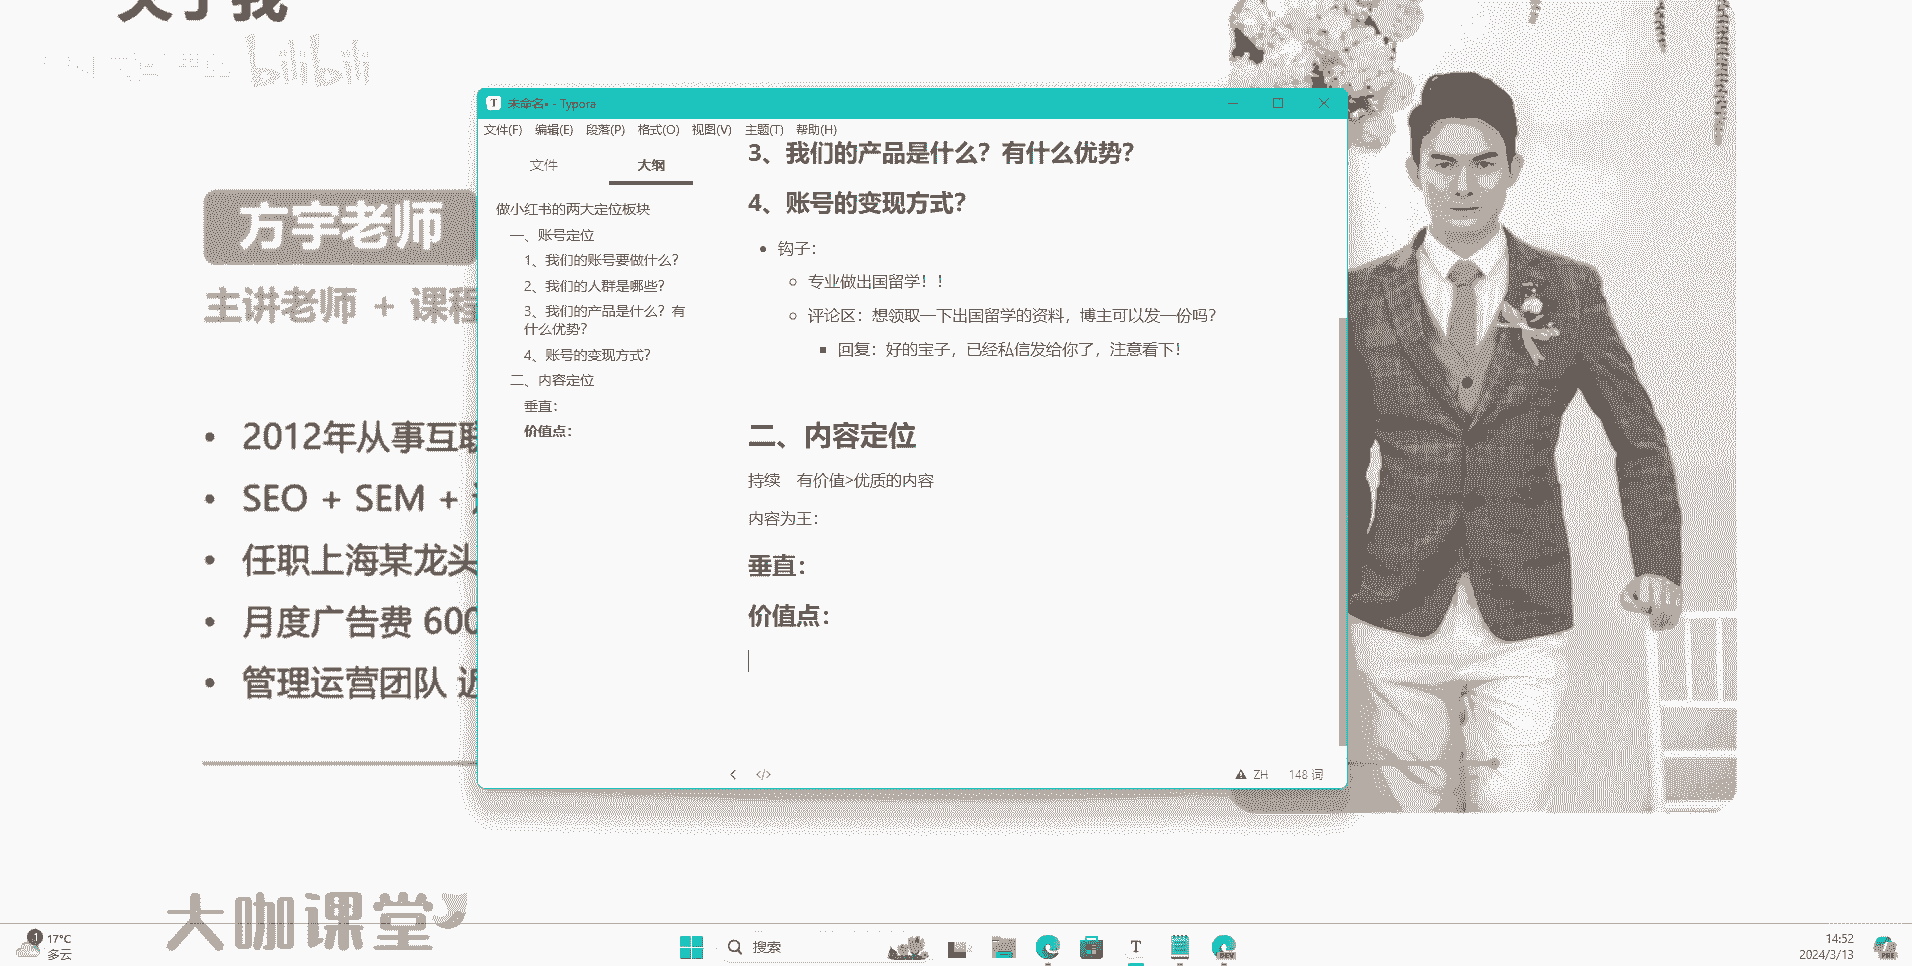 关于我
bilibili
方宇老师
主讲老师 + 课程
2012年从事互联
SEO + SEM +
任职上海某龙头
月度广告费 600
管理运营团队 近
大咖课堂
未命名• - Typora
文件(F) 编辑(E) 段落(P) 格式(O) 视图(V) 主题(T) 帮助(H)
文件 大纲
做小红书的两大定位板块
一、账号定位
1、我们的账号要做什么？
2、我们的人群是哪些？
3、我们的产品是什么？有
什么优势？
4、账号的变现方式？
二、内容定位
垂直：
价值点：
3、我们的产品是什么？有什么优势？
4、账号的变现方式？
钩子：
专业做出国留学！！
评论区：想领取一下出国留学的资料，博主可以发一份吗？
回复：好的宝子，已经私信发给你了，注意看下！
二、内容定位
持续 有价值>优质的内容
内容为王：
垂直：
价值点：
</> ZH 148 词
1 17°C
多云
搜索
T
DEV
14:52
2024/3/13
PRE